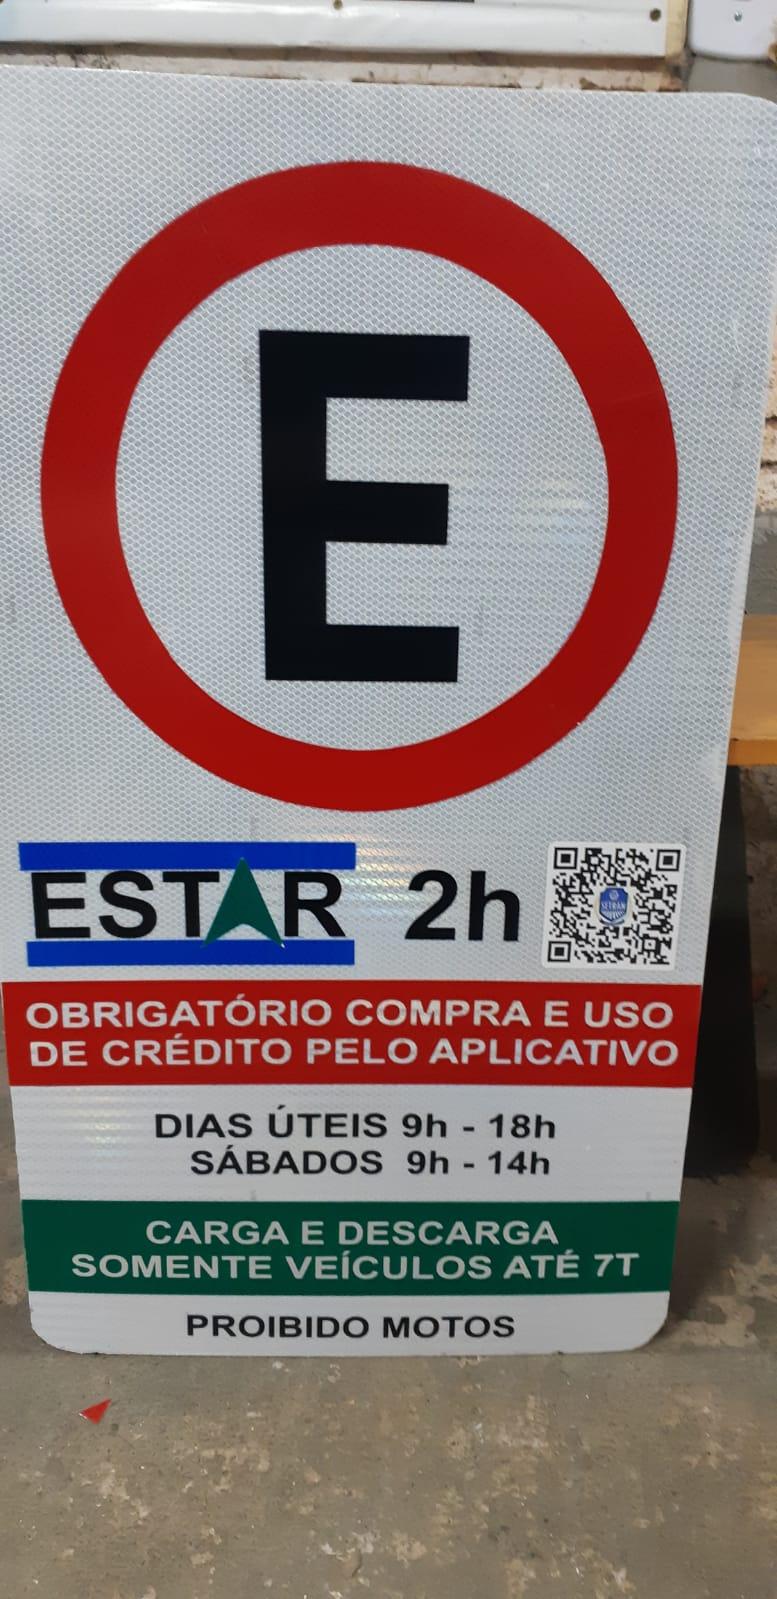 E
ESTAR 2h
SETRAN
OBRIGATÓRIO COMPRA E USO
DE CRÉDITO PELO APLICATIVO
DIAS ÚTEIS 9h - 18h
SÁBADOS 9h - 14h
CARGA E DESCARGA
SOMENTE VEÍCULOS ATÉ 7T
PROIBIDO MOTOS